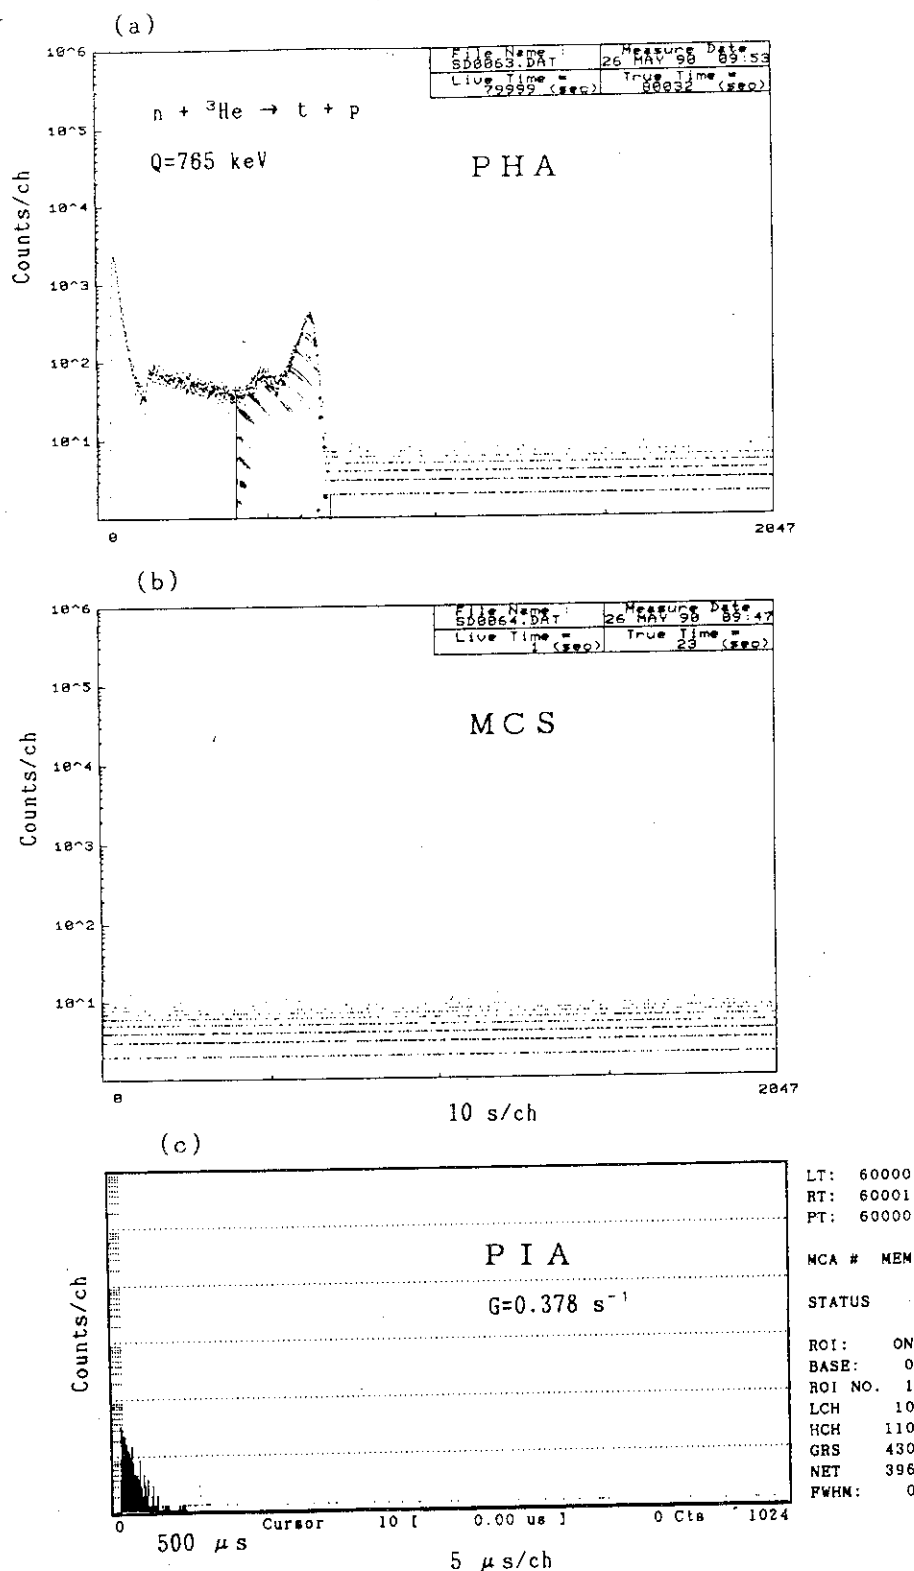 (a)
10^6
File Name :
SD0063.DAT
Measure Date
26 MAY 90 09:53
Live Time =
79999 (sec)
True Time =
80032 (sec)
n + ³He → t + p
10^5
Q=765 keV
PHA
10^4
Counts/ch
10^3
10^2
10^1
0
2047
(b)
10^6
File Name :
SD0064.DAT
Measure Date
26 MAY 90 09:47
Live Time =
1 (sec)
True Time =
23 (sec)
10^5
MCS
10^4
Counts/ch
10^3
10^2
10^1
0
2047
10 s/ch
(c)
LT: 60000
RT: 60001
PT: 60000
PIA
MCA # MEM
G=0.378 s⁻¹
STATUS
Counts/ch
ROI: ON
BASE: 0
ROI NO. 1
LCH 10
HCH 110
GRS 430
NET 396
FWHM: 0
0 Cursor 10 [ 0.00 us ] 0 Cts 1024
500 μs
5 μs/ch